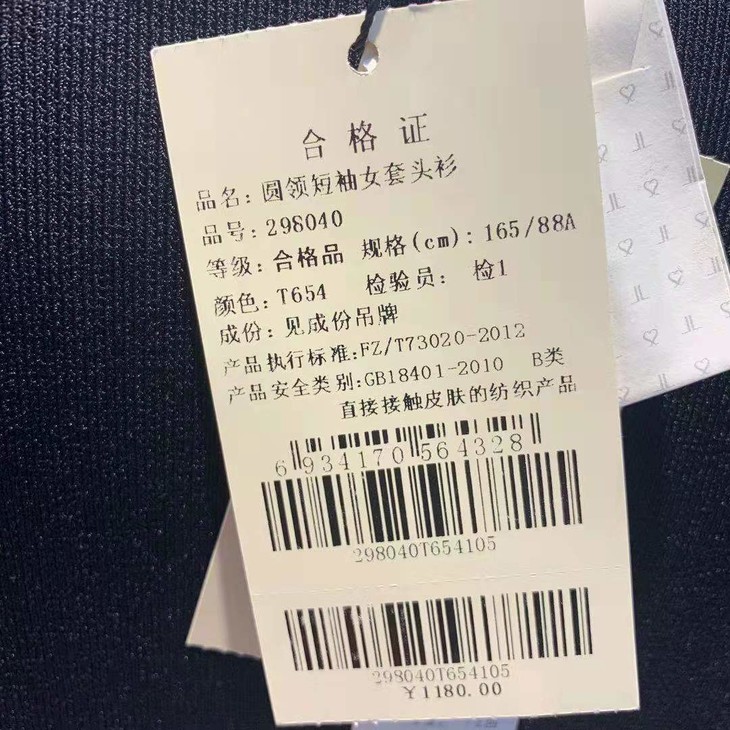 合格证
品名: 圆领短袖女套头衫
品号: 298040
等级: 合格品 规格(cm): 165/88A
颜色: T654 检验员: 检1
成份: 见成份吊牌
产品执行标准:FZ/T73020-2012
产品安全类别:GB18401-2010 B类
直接接触皮肤的纺织产品
6934170564328
298040T654105
298040T654105
¥1180.00